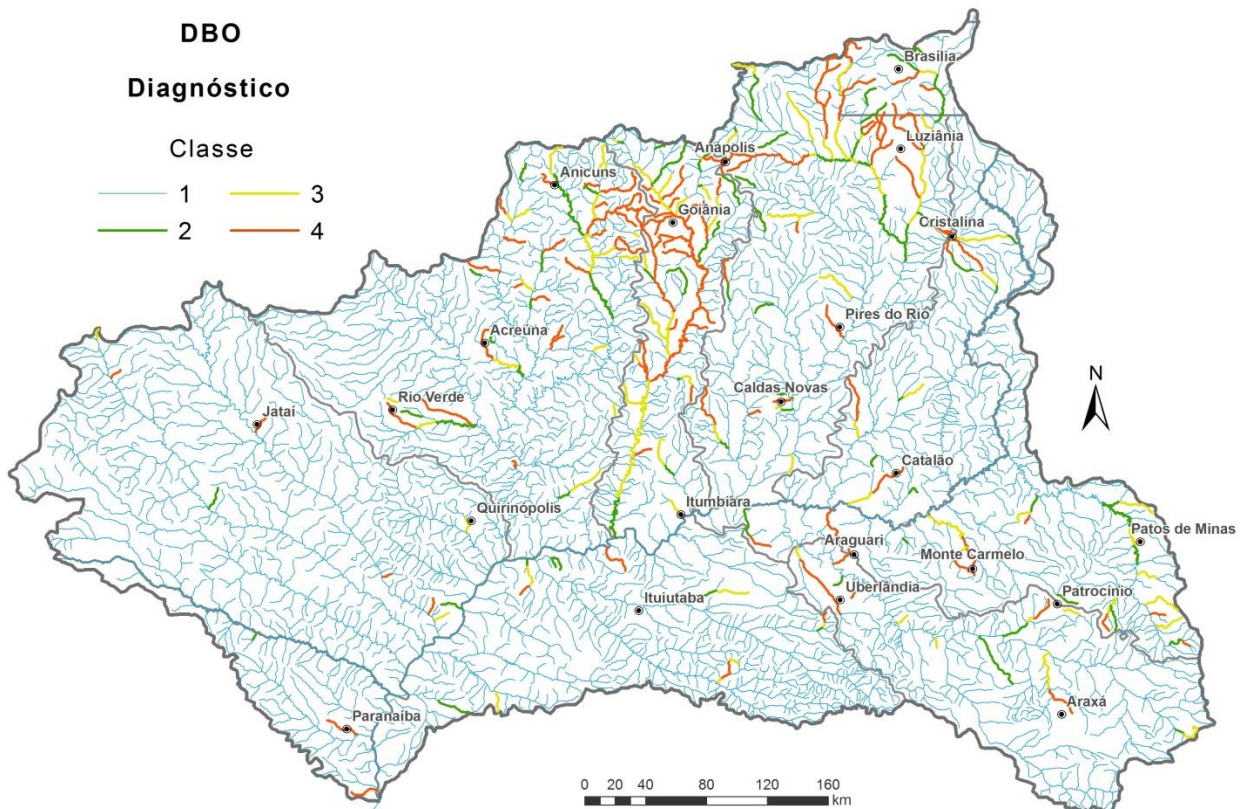 DBO
Diagnóstico
Classe
1
3
2
4
Brasília
Luziânia
Anápolis
Anicuns
Goiânia
Cristalina
Pires do Rio
Acreúna
N
Caldas Novas
Rio Verde
Jataí
Catalão
Quirinópolis
Itumbiara
Patos de Minas
Araguari
Monte Carmelo
Uberlândia
Ituiutaba
Patrocínio
Araxá
Paranaíba
0 20 40 80 120 160
km